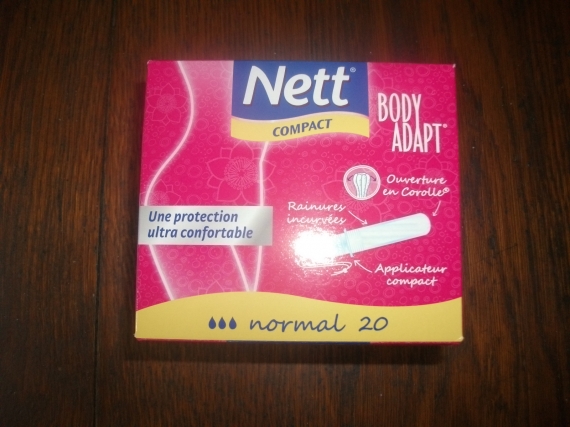 Nett®
COMPACT
BODY
ADAPT®
Ouverture
en Corolle®
Rainures
incurvées
Une protection
ultra confortable
Applicateur
compact
normal 20